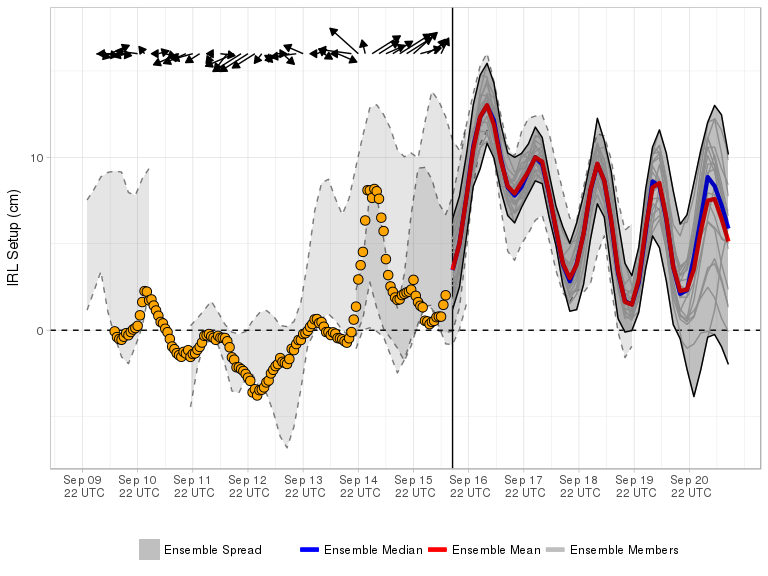 IRL Setup (cm)
10
0
Sep 09 Sep 10 Sep 11 Sep 12 Sep 13 Sep 14 Sep 15 Sep 16 Sep 17 Sep 18 Sep 19 Sep 20
22 UTC 22 UTC 22 UTC 22 UTC 22 UTC 22 UTC 22 UTC 22 UTC 22 UTC 22 UTC 22 UTC 22 UTC
Ensemble Spread Ensemble Median Ensemble Mean Ensemble Members